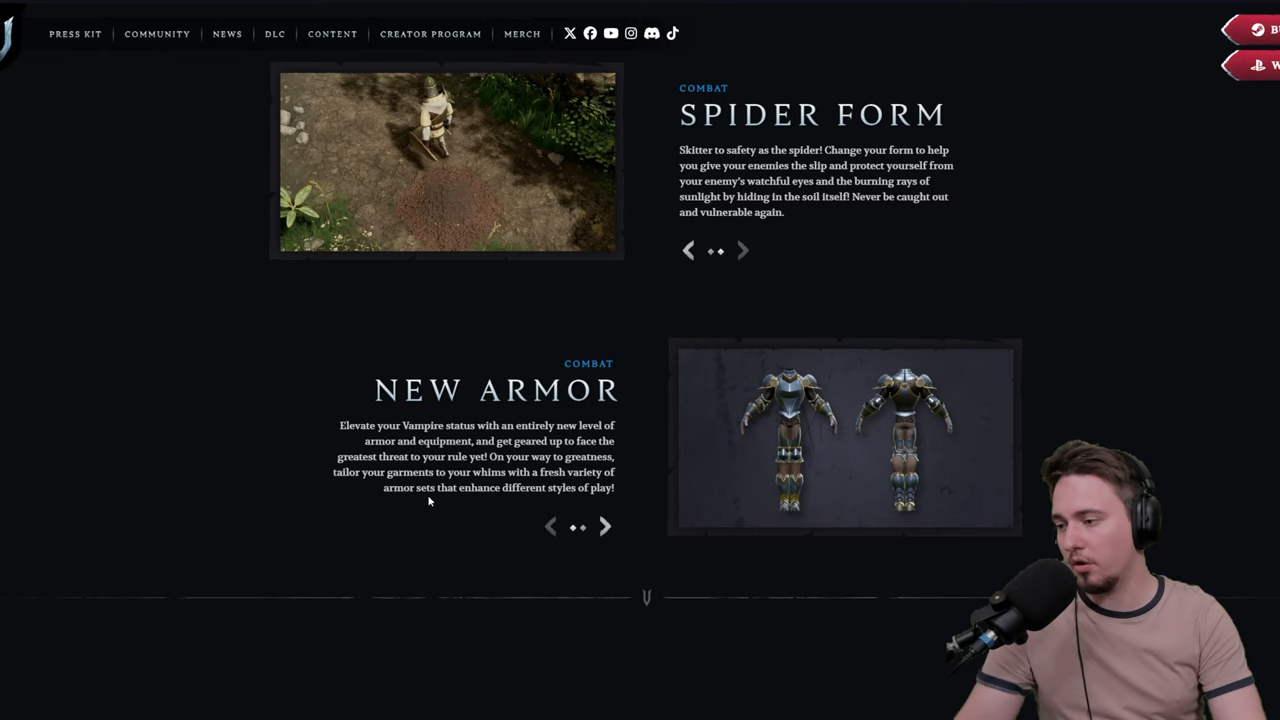 PRESS KIT
COMMUNITY
NEWS
DLC
CONTENT
CREATOR PROGRAM
MERCH
COMBAT
SPIDER FORM
Skitter to safety as the spider! Change your form to help
you give your enemies the slip and protect yourself from
your enemy's watchful eyes and the burning rays of
sunlight by hiding in the soil itself! Never be caught out
and vulnerable again.
COMBAT
NEW ARMOR
Elevate your Vampire status with an entirely new level of
armor and equipment, and get geared up to face the
greatest threat to your rule yet! On your way to greatness,
tailor your garments to your whims with a fresh variety of
armor sets that enhance different styles of play!